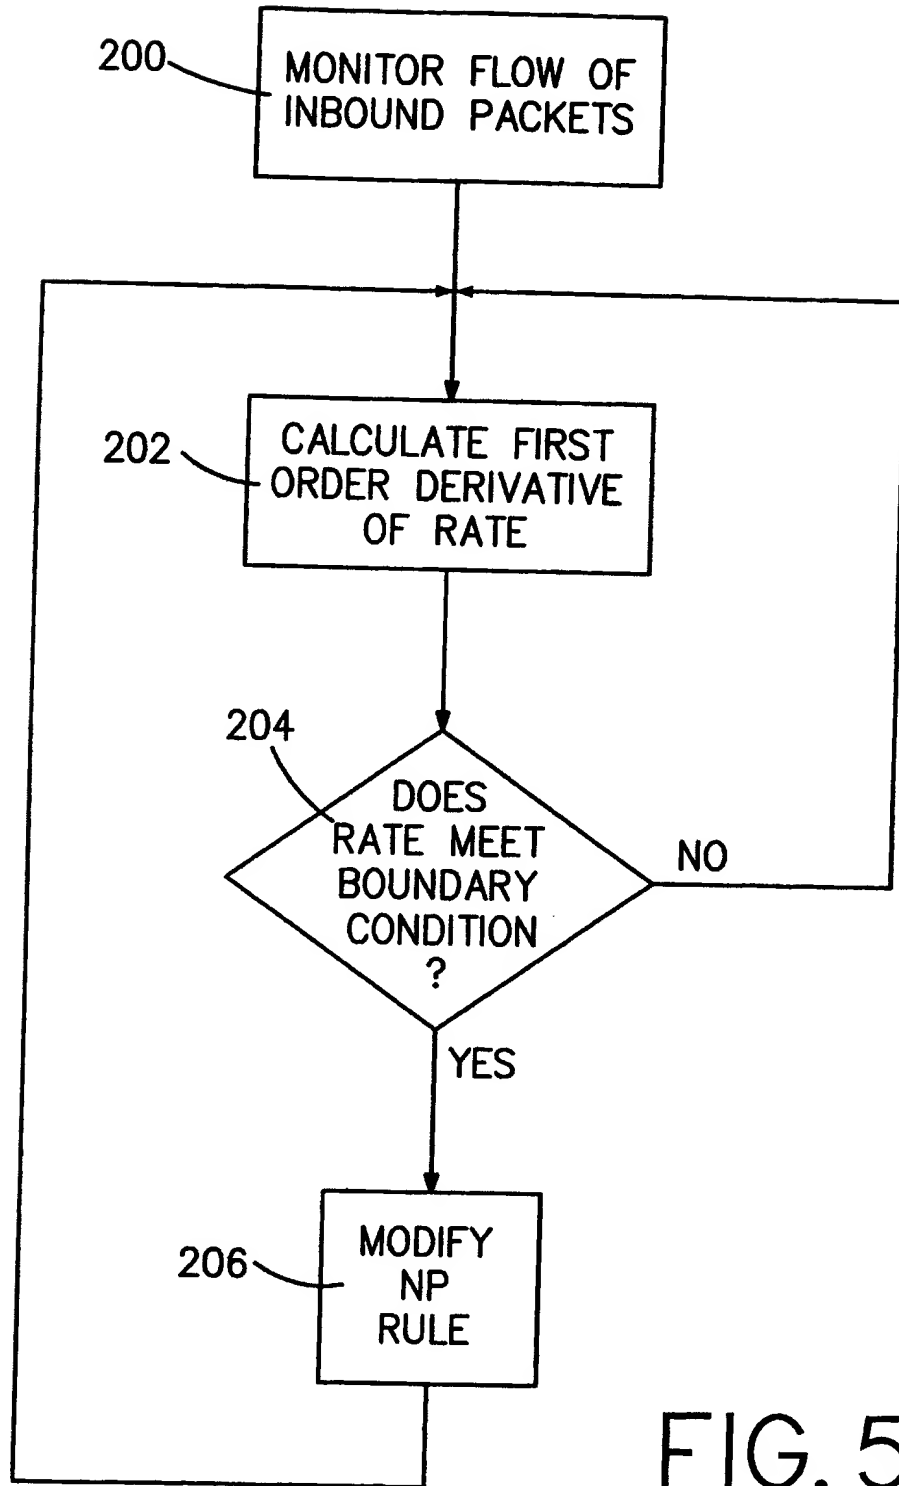 200
MONITOR FLOW OF
INBOUND PACKETS
202
CALCULATE FIRST
ORDER DERIVATIVE
OF RATE
204
DOES
RATE MEET
BOUNDARY
CONDITION
?
NO
YES
206
MODIFY
NP
RULE
FIG. 5